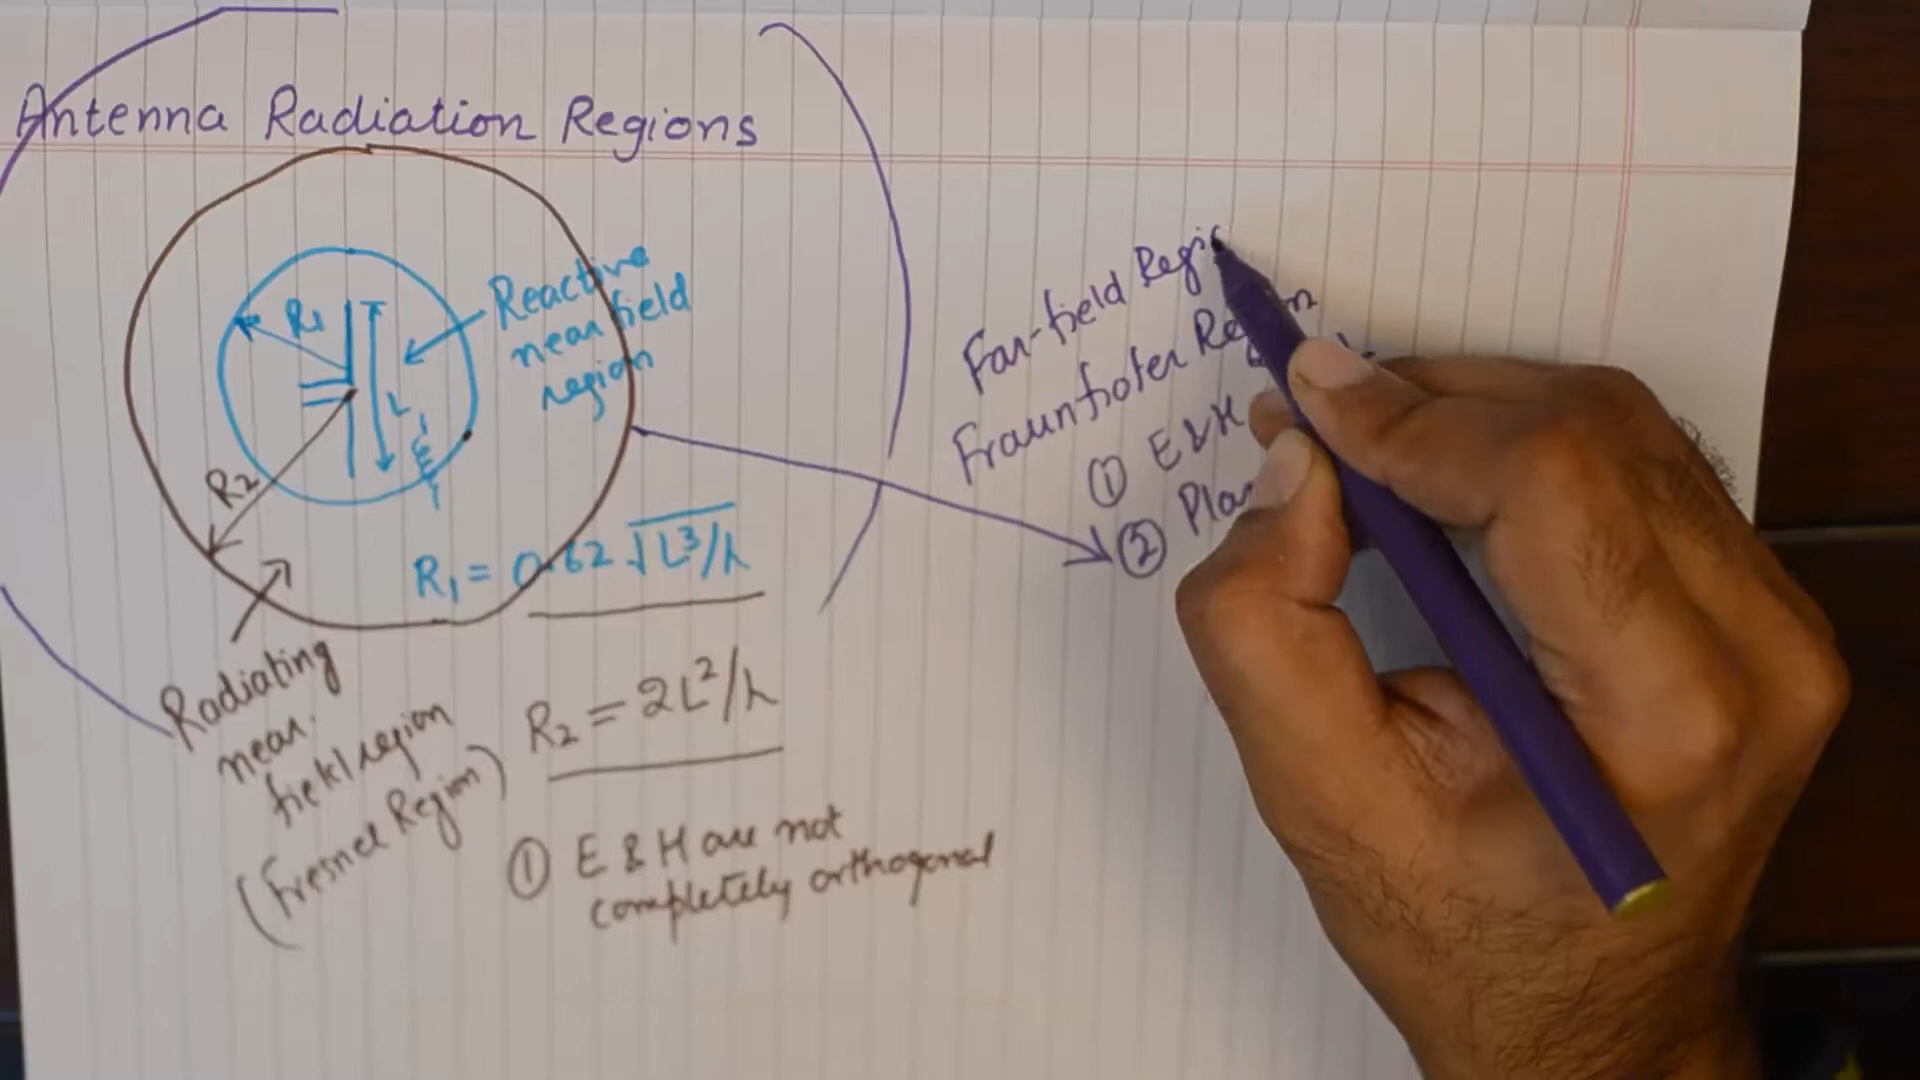 Antenna Radiation Regions
R1
L
R2
Reactive
near field
region
R1 = 0.62 √L³/λ
Radiating
near
field region
(Fresnel Region)
R2 = 2L²/λ
① E & H are not
completely orthogonal
Far-field Regi
Fraunhofer Region
① E & H
② Pla